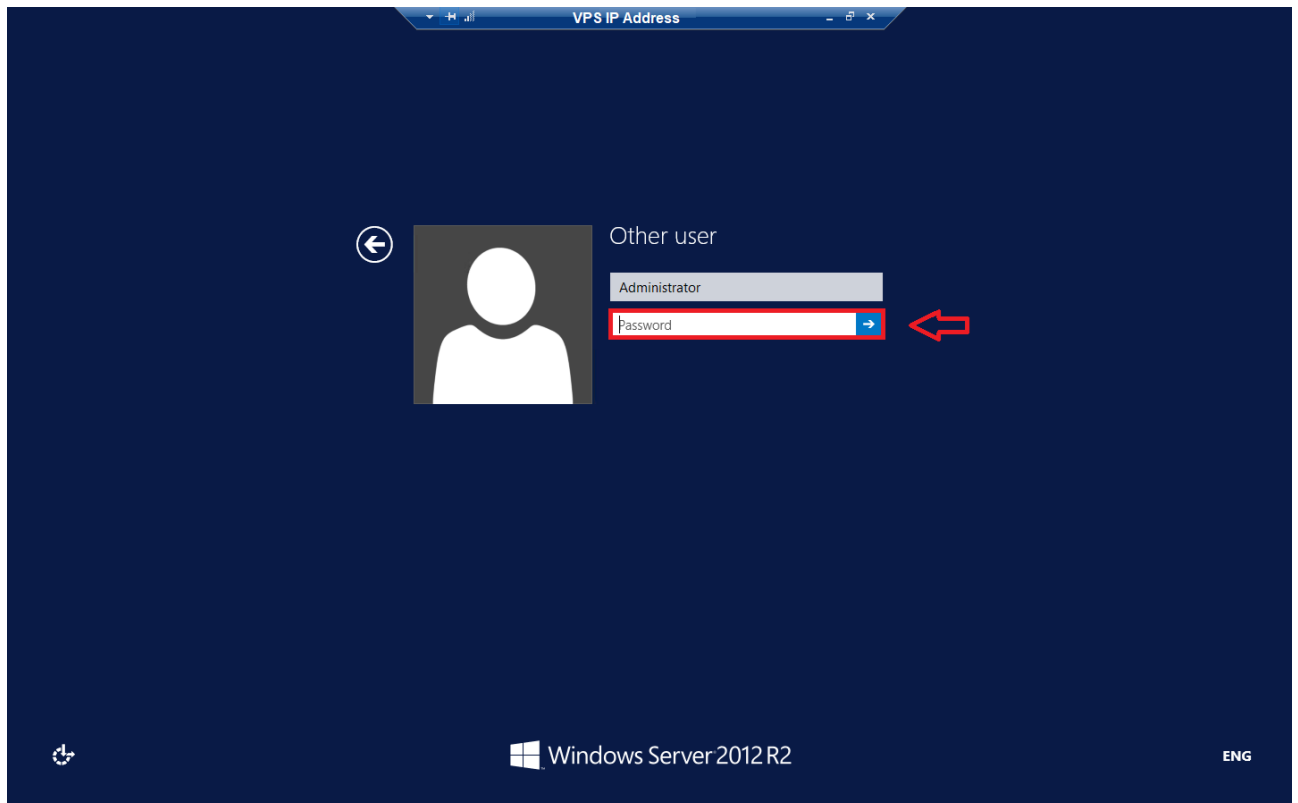 VPS IP Address
Other user
Administrator
Password
Windows Server 2012 R2
ENG